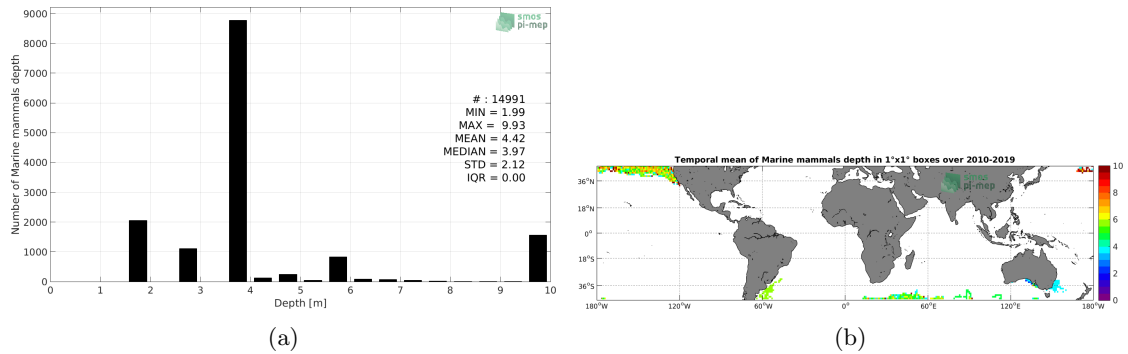 smos
pi-mep
9000
8000
7000
6000
5000
4000
3000
2000
1000
0
Number of Marine mammals depth
# : 14991
MIN = 1.99
MAX = 9.93
MEAN = 4.42
MEDIAN = 3.97
STD = 2.12
IQR = 0.00
0 1 2 3 4 5 6 7 8 9 10
Depth [m]
(a)
Temporal mean of Marine mammals depth in 1°x1° boxes over 2010-2019
smos
pi-mep
36°N
18°N
0°
18°S
36°S
180°W 120°W 60°W 0° 60°E 120°E 180°W
10
8
6
4
2
0
(b)